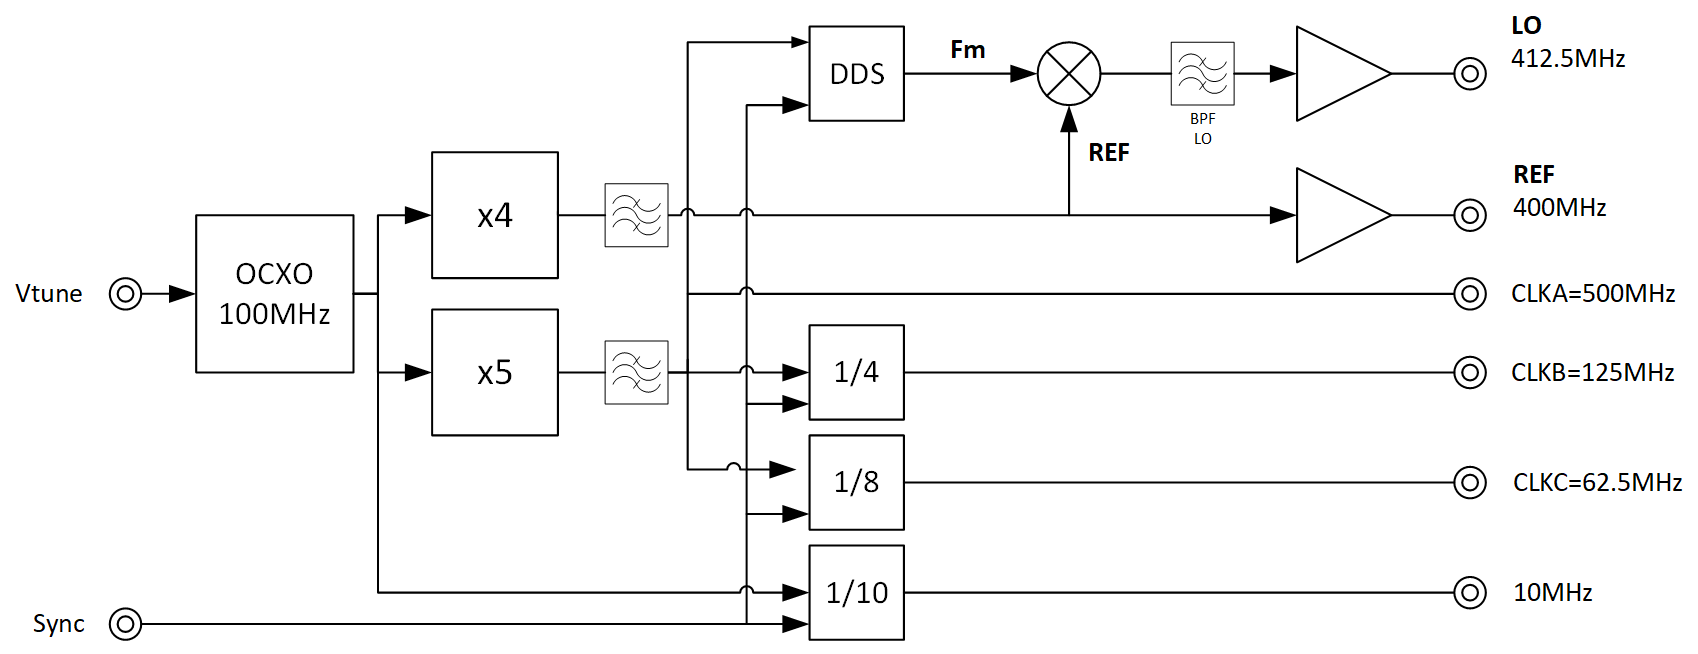 LO
412.5MHz
Fm
DDS
BPF
LO
REF
REF
400MHz
x4
OCXO
100MHz
Vtune
CLKA=500MHz
x5
1/4
CLKB=125MHz
1/8
CLKC=62.5MHz
1/10
10MHz
Sync